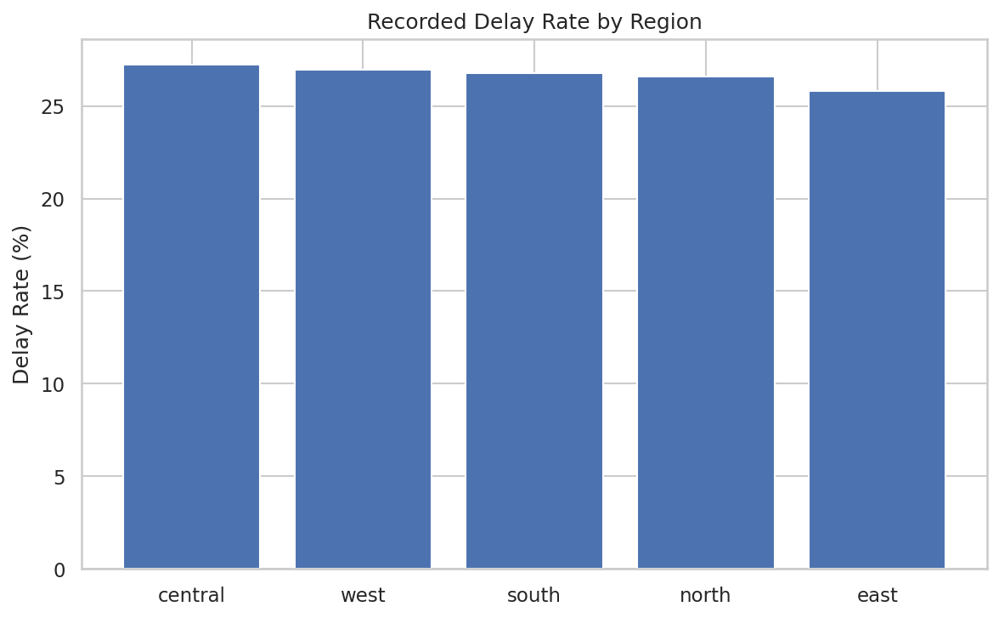 Recorded Delay Rate by Region
Delay Rate (%)
25
20
15
10
5
0
central
west
south
north
east